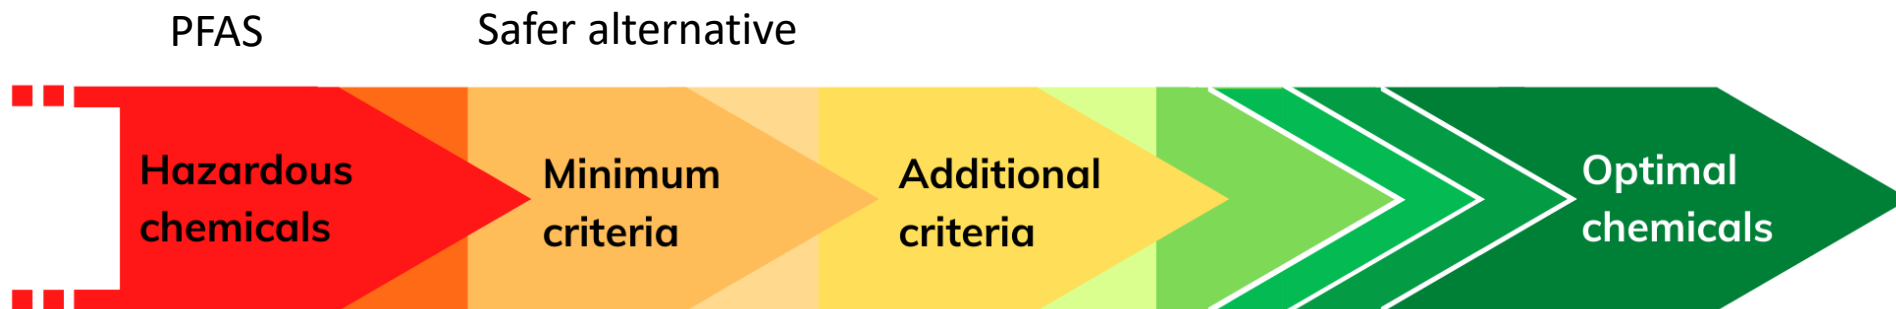 PFAS
Safer alternative
Hazardous
chemicals
Minimum
criteria
Additional
criteria
Optimal
chemicals